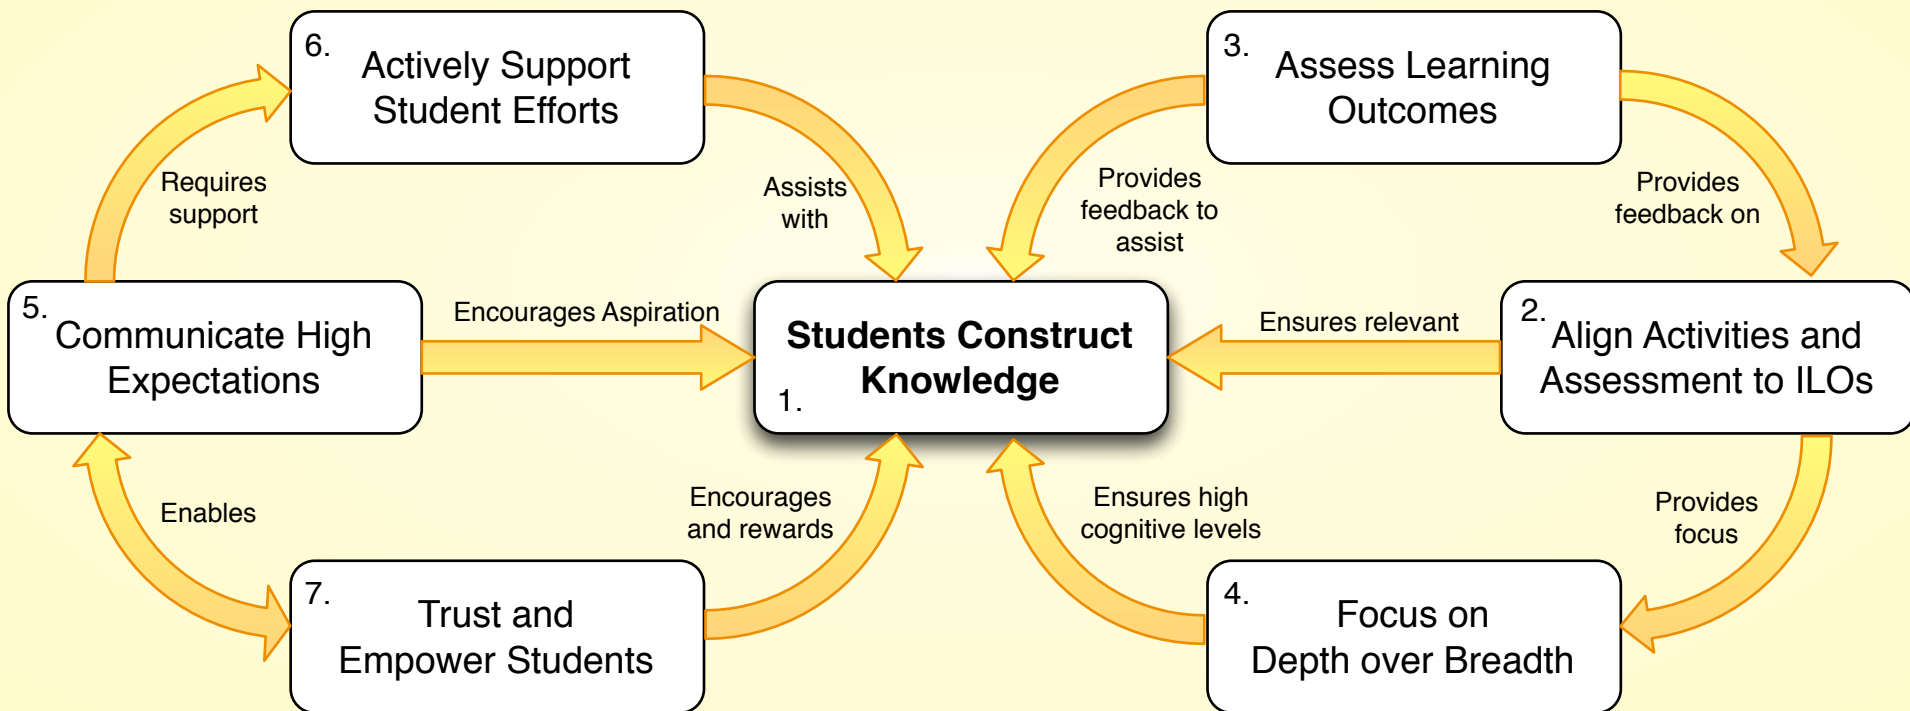 6.
Actively Support
Student Efforts
3.
Assess Learning
Outcomes
Requires
support
Assists
with
Provides
feedback to
assist
Provides
feedback on
5.
Communicate High
Expectations
Encourages Aspiration
Students Construct
Knowledge
1.
Ensures relevant
2.
Align Activities and
Assessment to ILOs
Enables
Encourages
and rewards
Ensures high
cognitive levels
Provides
focus
7.
Trust and
Empower Students
4.
Focus on
Depth over Breadth